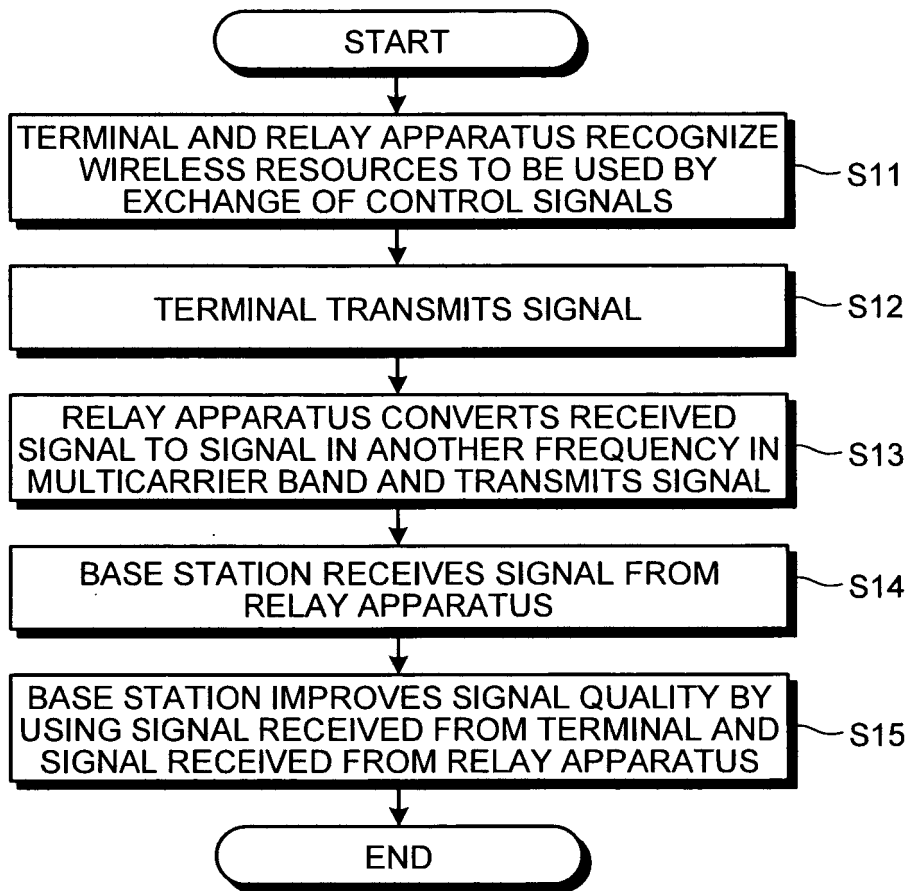 START
TERMINAL AND RELAY APPARATUS RECOGNIZE
WIRELESS RESOURCES TO BE USED BY
EXCHANGE OF CONTROL SIGNALS
S11
TERMINAL TRANSMITS SIGNAL
S12
RELAY APPARATUS CONVERTS RECEIVED
SIGNAL TO SIGNAL IN ANOTHER FREQUENCY IN
MULTICARRIER BAND AND TRANSMITS SIGNAL
S13
BASE STATION RECEIVES SIGNAL FROM
RELAY APPARATUS
S14
BASE STATION IMPROVES SIGNAL QUALITY BY
USING SIGNAL RECEIVED FROM TERMINAL AND
SIGNAL RECEIVED FROM RELAY APPARATUS
S15
END